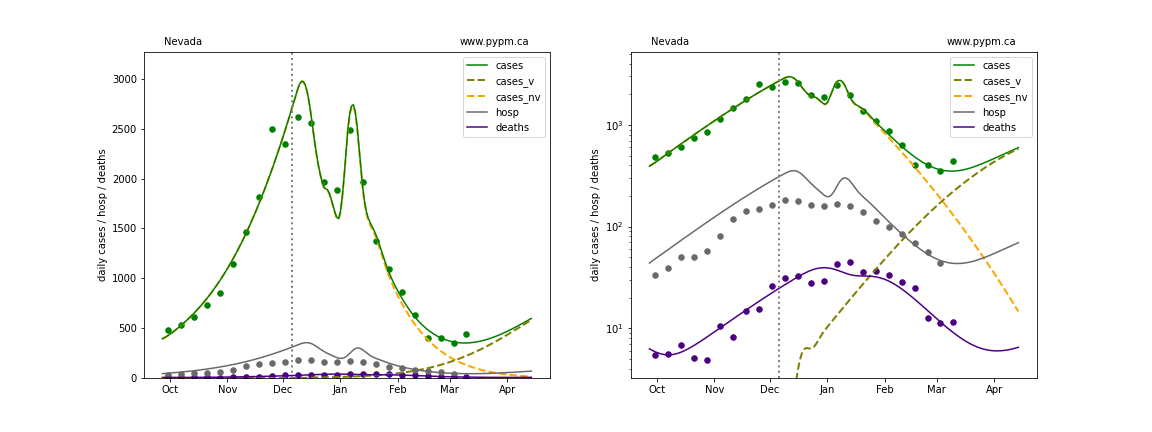 Nevada
www.pypm.ca
3000
2500
2000
1500
1000
500
0
daily cases / hosp / deaths
cases
cases_v
cases_nv
hosp
deaths
Oct Nov Dec Jan Feb Mar Apr
Nevada
www.pypm.ca
10³
10²
10¹
daily cases / hosp / deaths
cases
cases_v
cases_nv
hosp
deaths
Oct Nov Dec Jan Feb Mar Apr